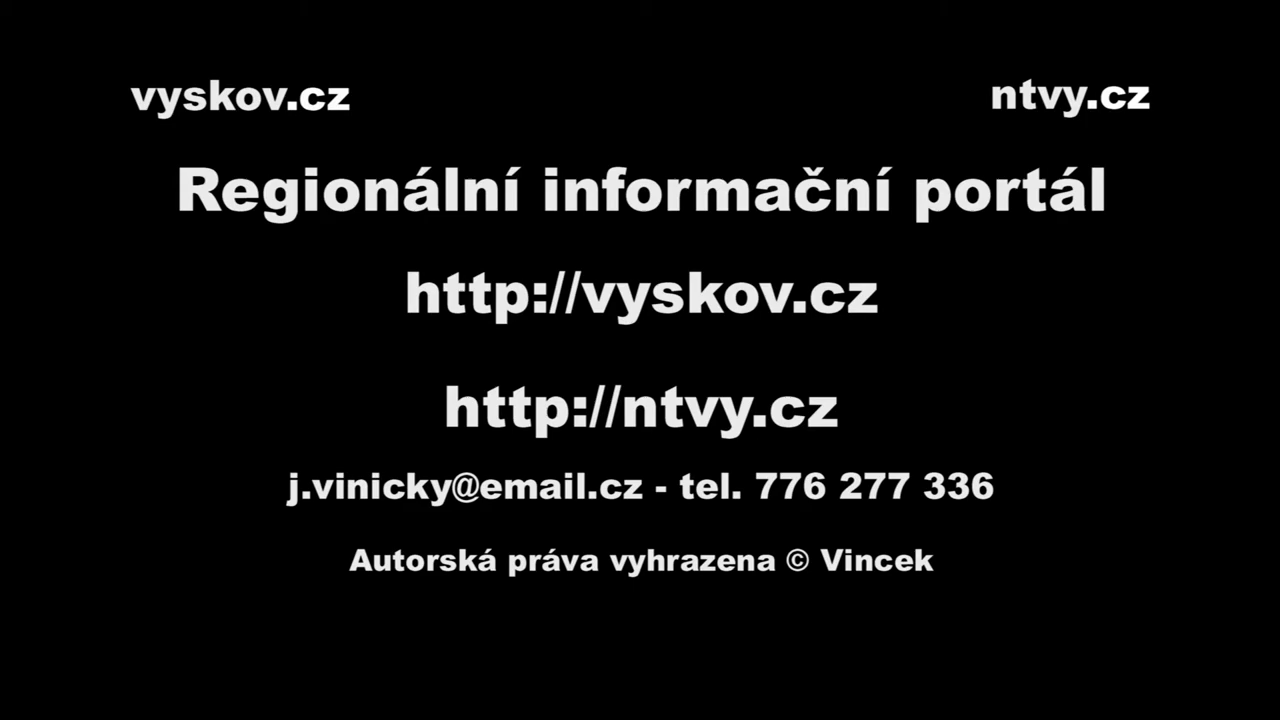 vyskov.cz ntvy.cz
Regionální informační portál
http://vyskov.cz
http://ntvy.cz
j.vinicky@email.cz - tel. 776 277 336
Autorská práva vyhrazena © Vincek